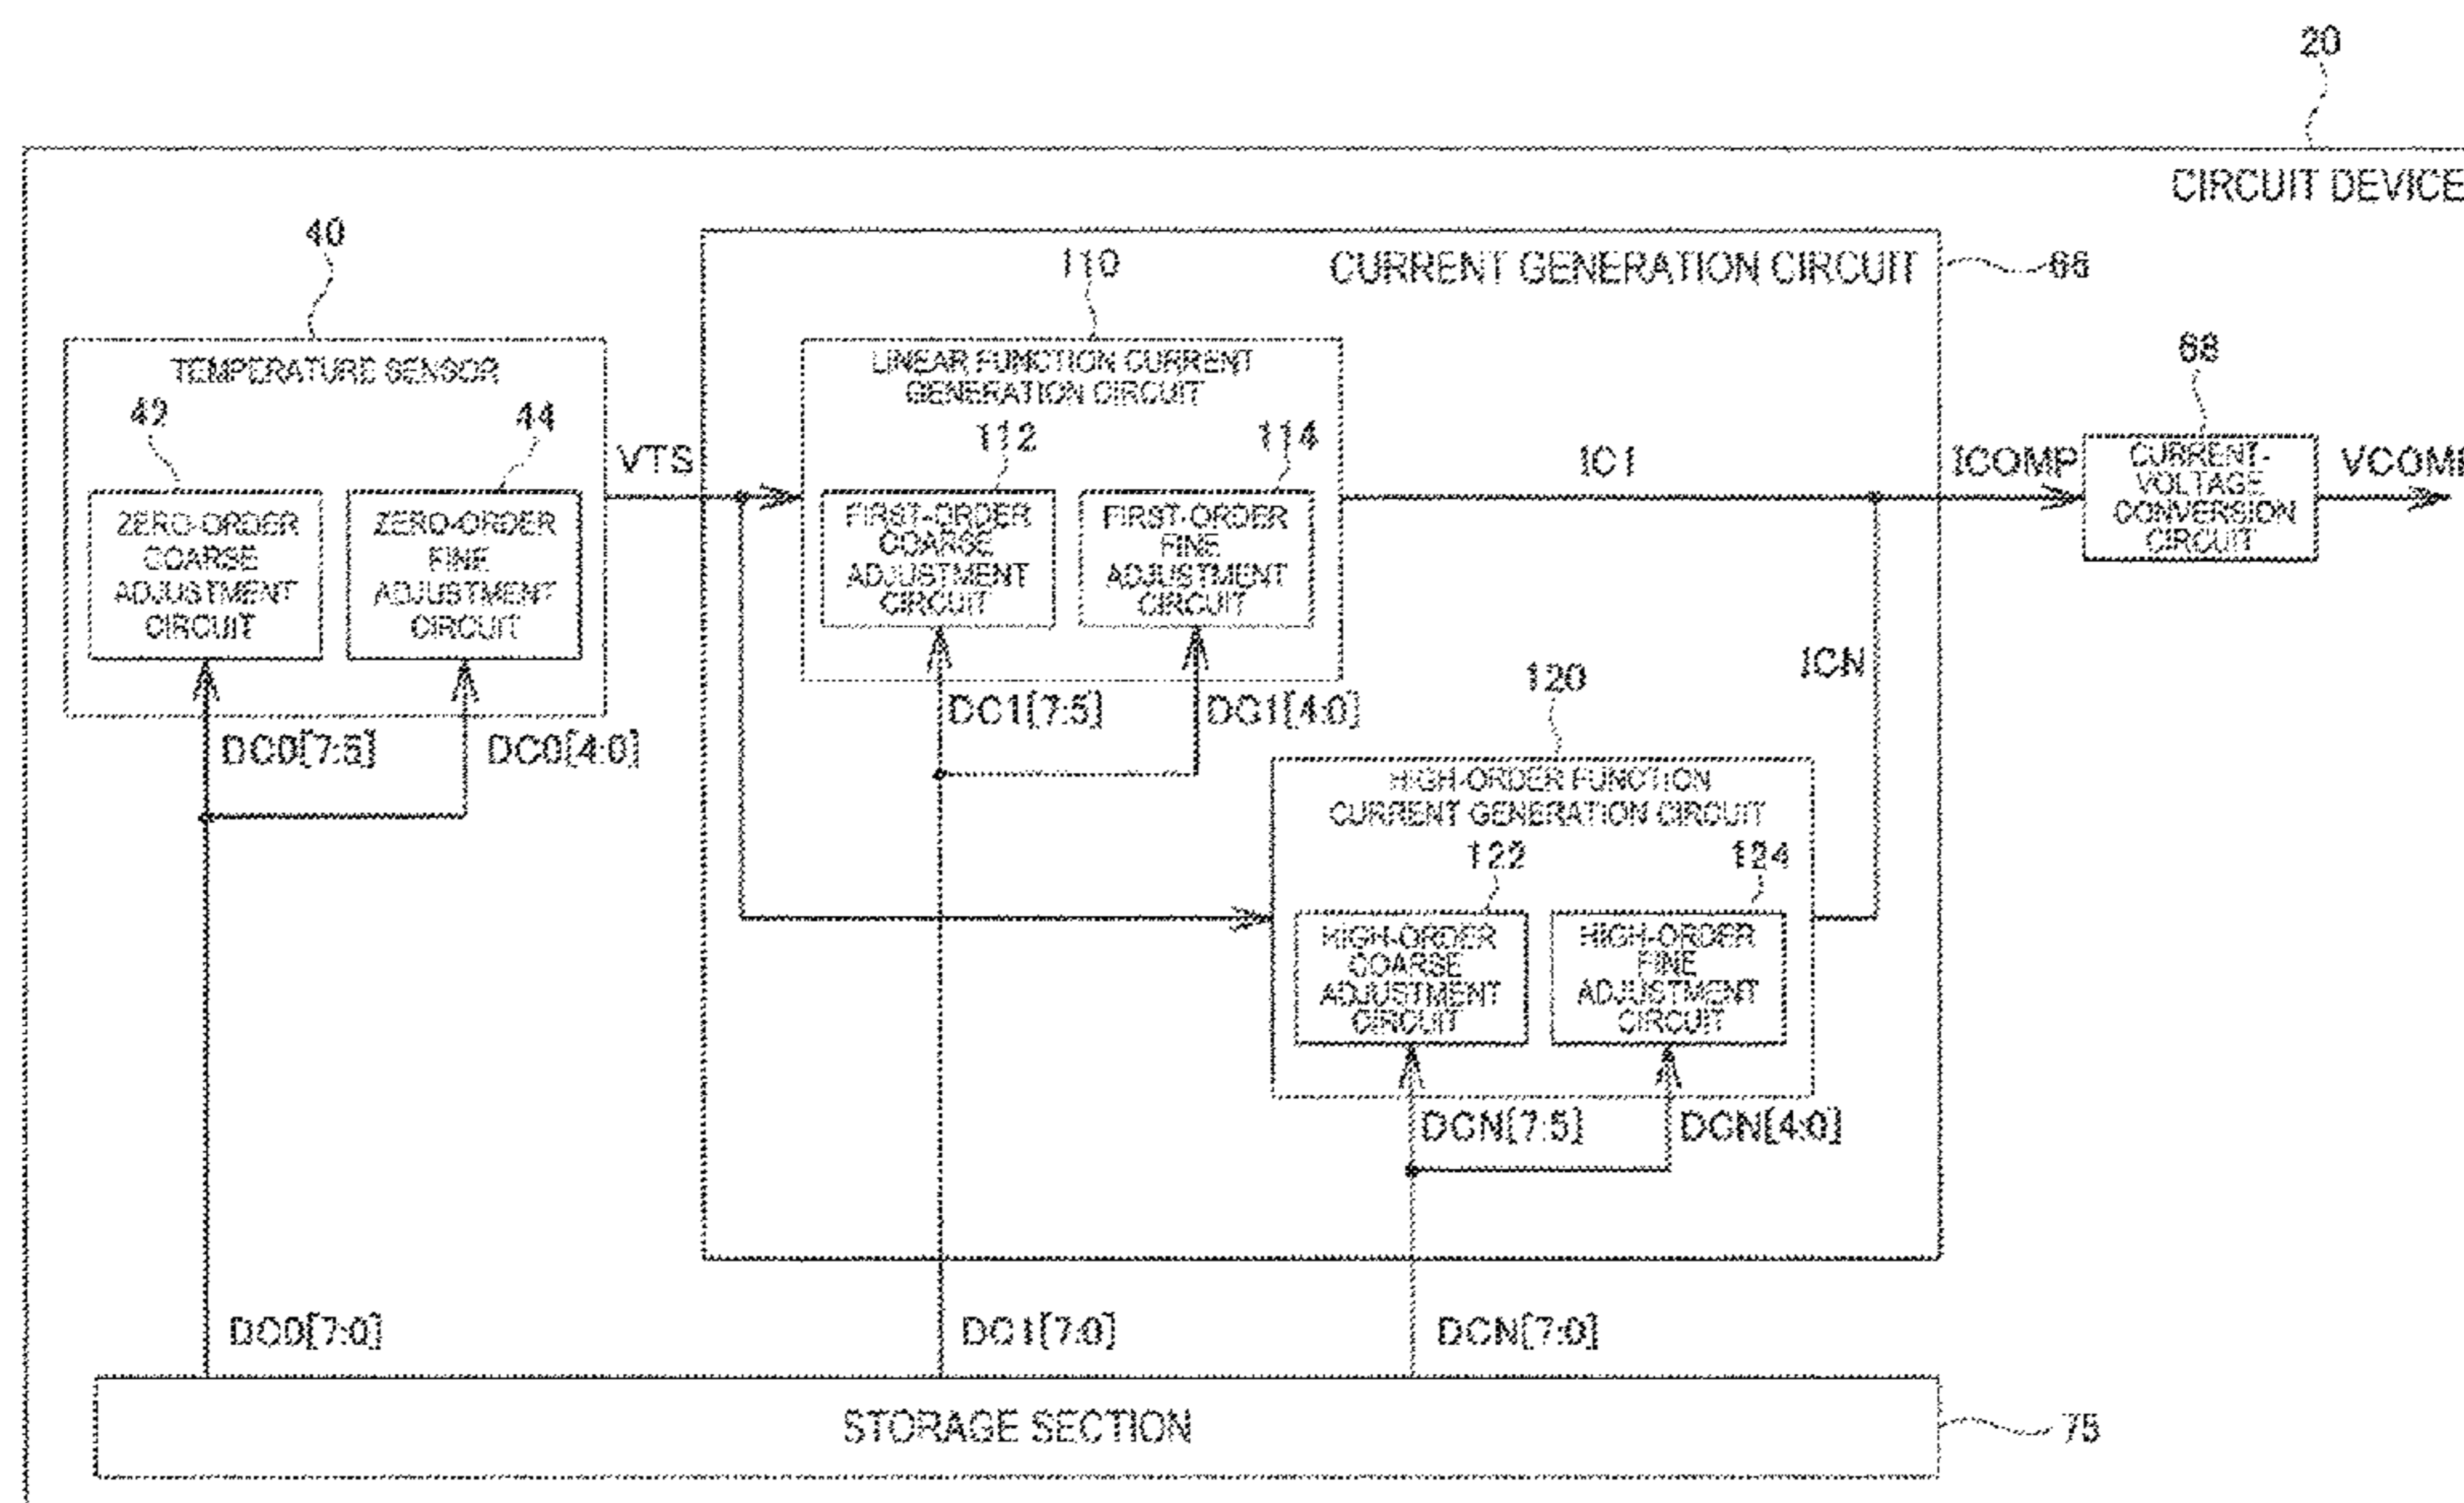 20
CIRCUIT DEVICE
40
110
CURRENT GENERATION CIRCUIT
66
TEMPERATURE SENSOR
42
44
VTS
LINEAR FUNCTION CURRENT
GENERATION CIRCUIT
112
114
IC1
ICOMP
68
CURRENT-
VOLTAGE
CONVERSION
CIRCUIT
ZERO-ORDER
COARSE
ADJUSTMENT
CIRCUIT
ZERO-ORDER
FINE
ADJUSTMENT
CIRCUIT
FIRST-ORDER
COARSE
ADJUSTMENT
CIRCUIT
FIRST-ORDER
FINE
ADJUSTMENT
CIRCUIT
DC0[7:5]
DC0[4:0]
DC1[7:5]
DC1[4:0]
120
ICN
HIGH-ORDER FUNCTION
CURRENT GENERATION CIRCUIT
122
124
HIGH-ORDER
COARSE
ADJUSTMENT
CIRCUIT
HIGH-ORDER
FINE
ADJUSTMENT
CIRCUIT
DCN[7:5]
DCN[4:0]
DC0[7:0]
DC1[7:0]
DCN[7:0]
STORAGE SECTION
75